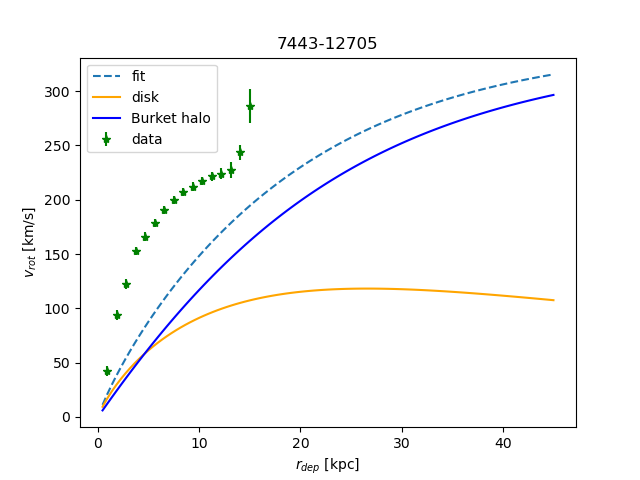 7443-12705
fit
disk
Burket halo
data
300
250
200
150
100
50
0
v_rot [km/s]
0 10 20 30 40
r_dep [kpc]